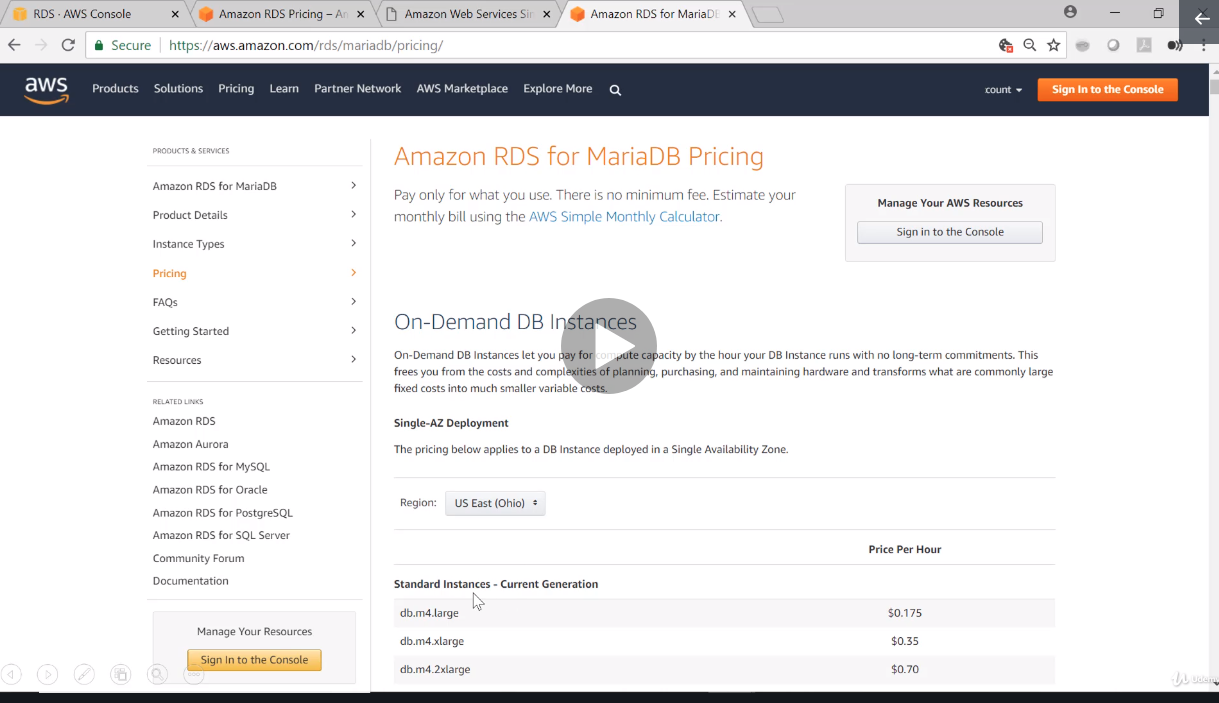 RDS · AWS Console
Amazon RDS Pricing – A
Amazon Web Services Si
Amazon RDS for MariaDB
Secure
https://aws.amazon.com/rds/mariadb/pricing/
aws
Products Solutions Pricing Learn Partner Network AWS Marketplace Explore More
count
Sign In to the Console
PRODUCTS & SERVICES
Amazon RDS for MariaDB
Product Details
Instance Types
Pricing
FAQs
Getting Started
Resources
RELATED LINKS
Amazon RDS
Amazon Aurora
Amazon RDS for MySQL
Amazon RDS for Oracle
Amazon RDS for PostgreSQL
Amazon RDS for SQL Server
Community Forum
Documentation
Manage Your Resources
Sign In to the Console
Amazon RDS for MariaDB Pricing
Pay only for what you use. There is no minimum fee. Estimate your
monthly bill using the AWS Simple Monthly Calculator.
Manage Your AWS Resources
Sign in to the Console
On-Demand DB Instances
On-Demand DB Instances let you pay for compute capacity by the hour your DB Instance runs with no long-term commitments. This
frees you from the costs and complexities of planning, purchasing, and maintaining hardware and transforms what are commonly large
fixed costs into much smaller variable costs.
Single-AZ Deployment
The pricing below applies to a DB Instance deployed in a Single Availability Zone.
Region: US East (Ohio)
Price Per Hour
Standard Instances - Current Generation
db.m4.large $0.175
db.m4.xlarge $0.35
db.m4.2xlarge $0.70
Udemy